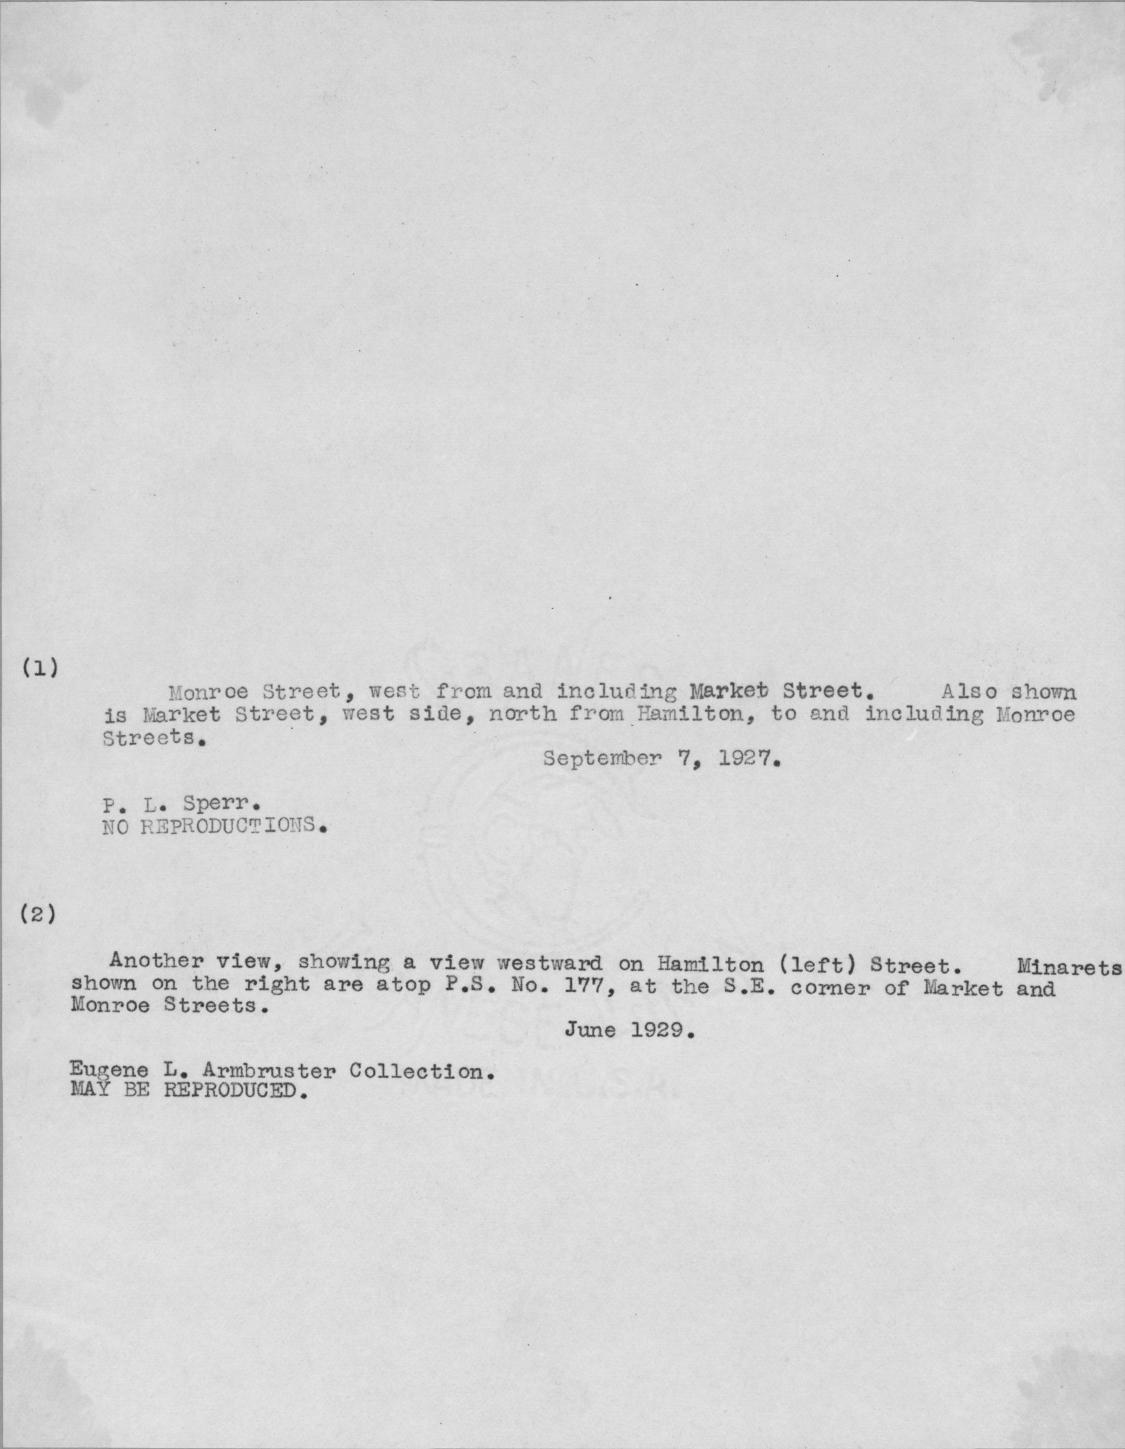 (1)
Monroe Street, west from and including Market Street. Also shown
is Market Street, west side, north from Hamilton, to and including Monroe
Streets.
September 7, 1927.
P. L. Sperr.
NO REPRODUCTIONS.
(2)
Another view, showing a view westward on Hamilton (left) Street. Minarets
shown on the right are atop P.S. No. 177, at the S.E. corner of Market and
Monroe Streets.
June 1929.
Eugene L. Armbruster Collection.
MAY BE REPRODUCED.